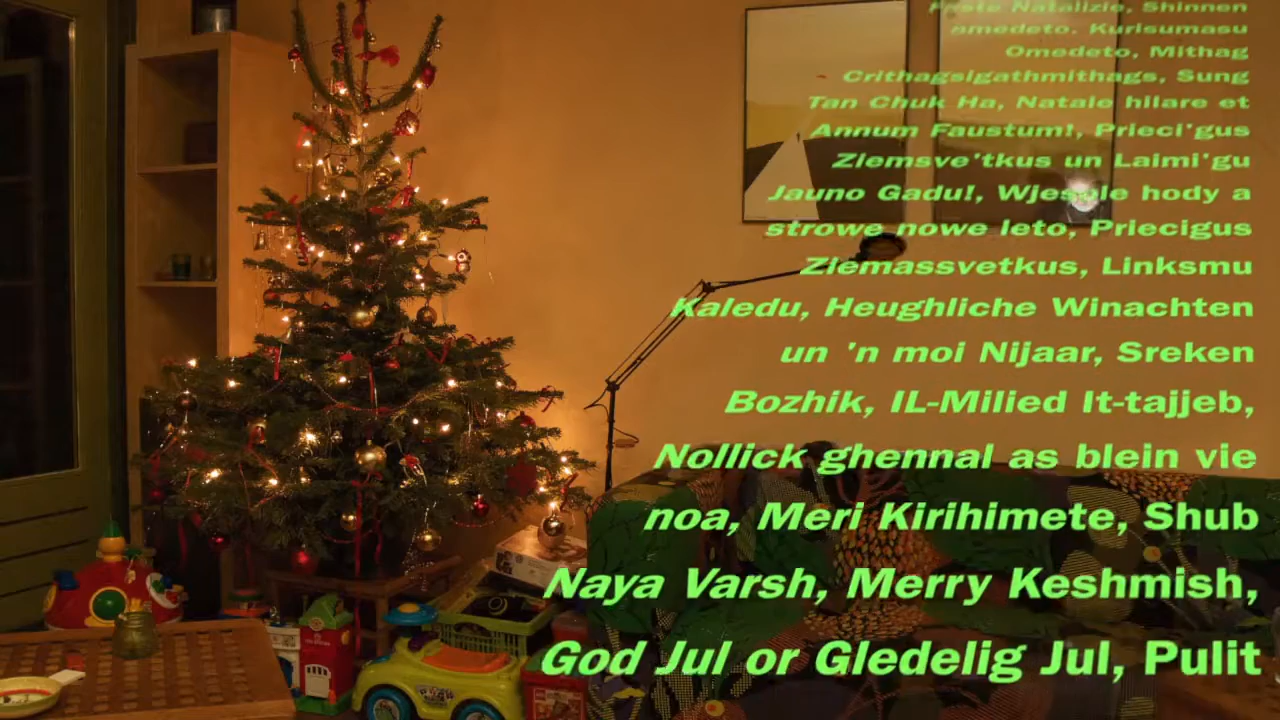 Feste Natalizie, Shinnen
omedeto. Kurisumasu
Omedeto, Mithag
Crithagsigathmithags, Sung
Tan Chuk Ha, Natale hilare et
Annum Faustum!, Prieci'gus
Ziemsve'tkus un Laimi'gu
Jauno Gadu!, Wjesole hody a
strowe nowe leto, Priecigus
Ziemassvetkus, Linksmu
Kaledu, Heughliche Winachten
un 'n moi Nijaar, Sreken
Bozhik, IL-Milied It-tajjeb,
Nollick ghennal as blein vie
noa, Meri Kirihimete, Shub
Naya Varsh, Merry Keshmish,
God Jul or Gledelig Jul, Pulit